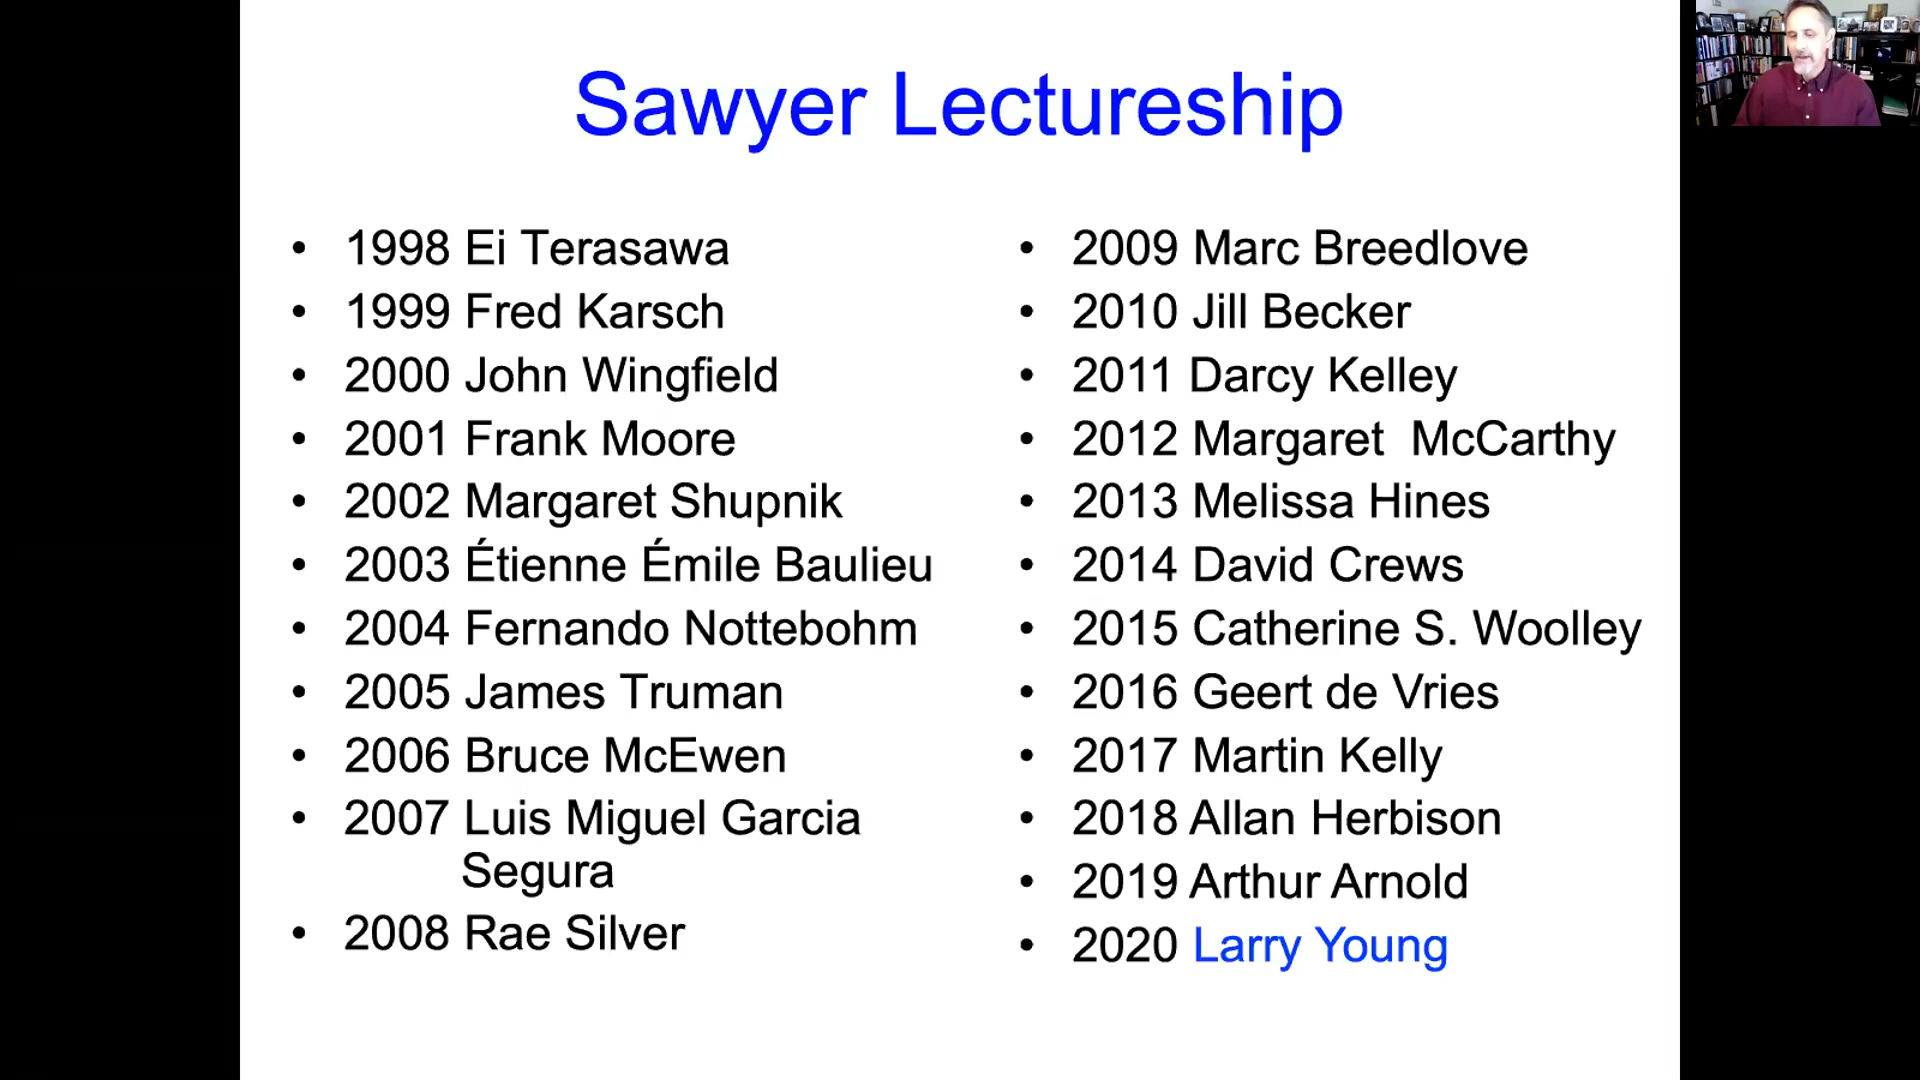 Sawyer Lectureship
• 1998 Ei Terasawa
• 1999 Fred Karsch
• 2000 John Wingfield
• 2001 Frank Moore
• 2002 Margaret Shupnik
• 2003 Étienne Émile Baulieu
• 2004 Fernando Nottebohm
• 2005 James Truman
• 2006 Bruce McEwen
• 2007 Luis Miguel Garcia
Segura
• 2008 Rae Silver
• 2009 Marc Breedlove
• 2010 Jill Becker
• 2011 Darcy Kelley
• 2012 Margaret  McCarthy
• 2013 Melissa Hines
• 2014 David Crews
• 2015 Catherine S. Woolley
• 2016 Geert de Vries
• 2017 Martin Kelly
• 2018 Allan Herbison
• 2019 Arthur Arnold
• 2020 Larry Young